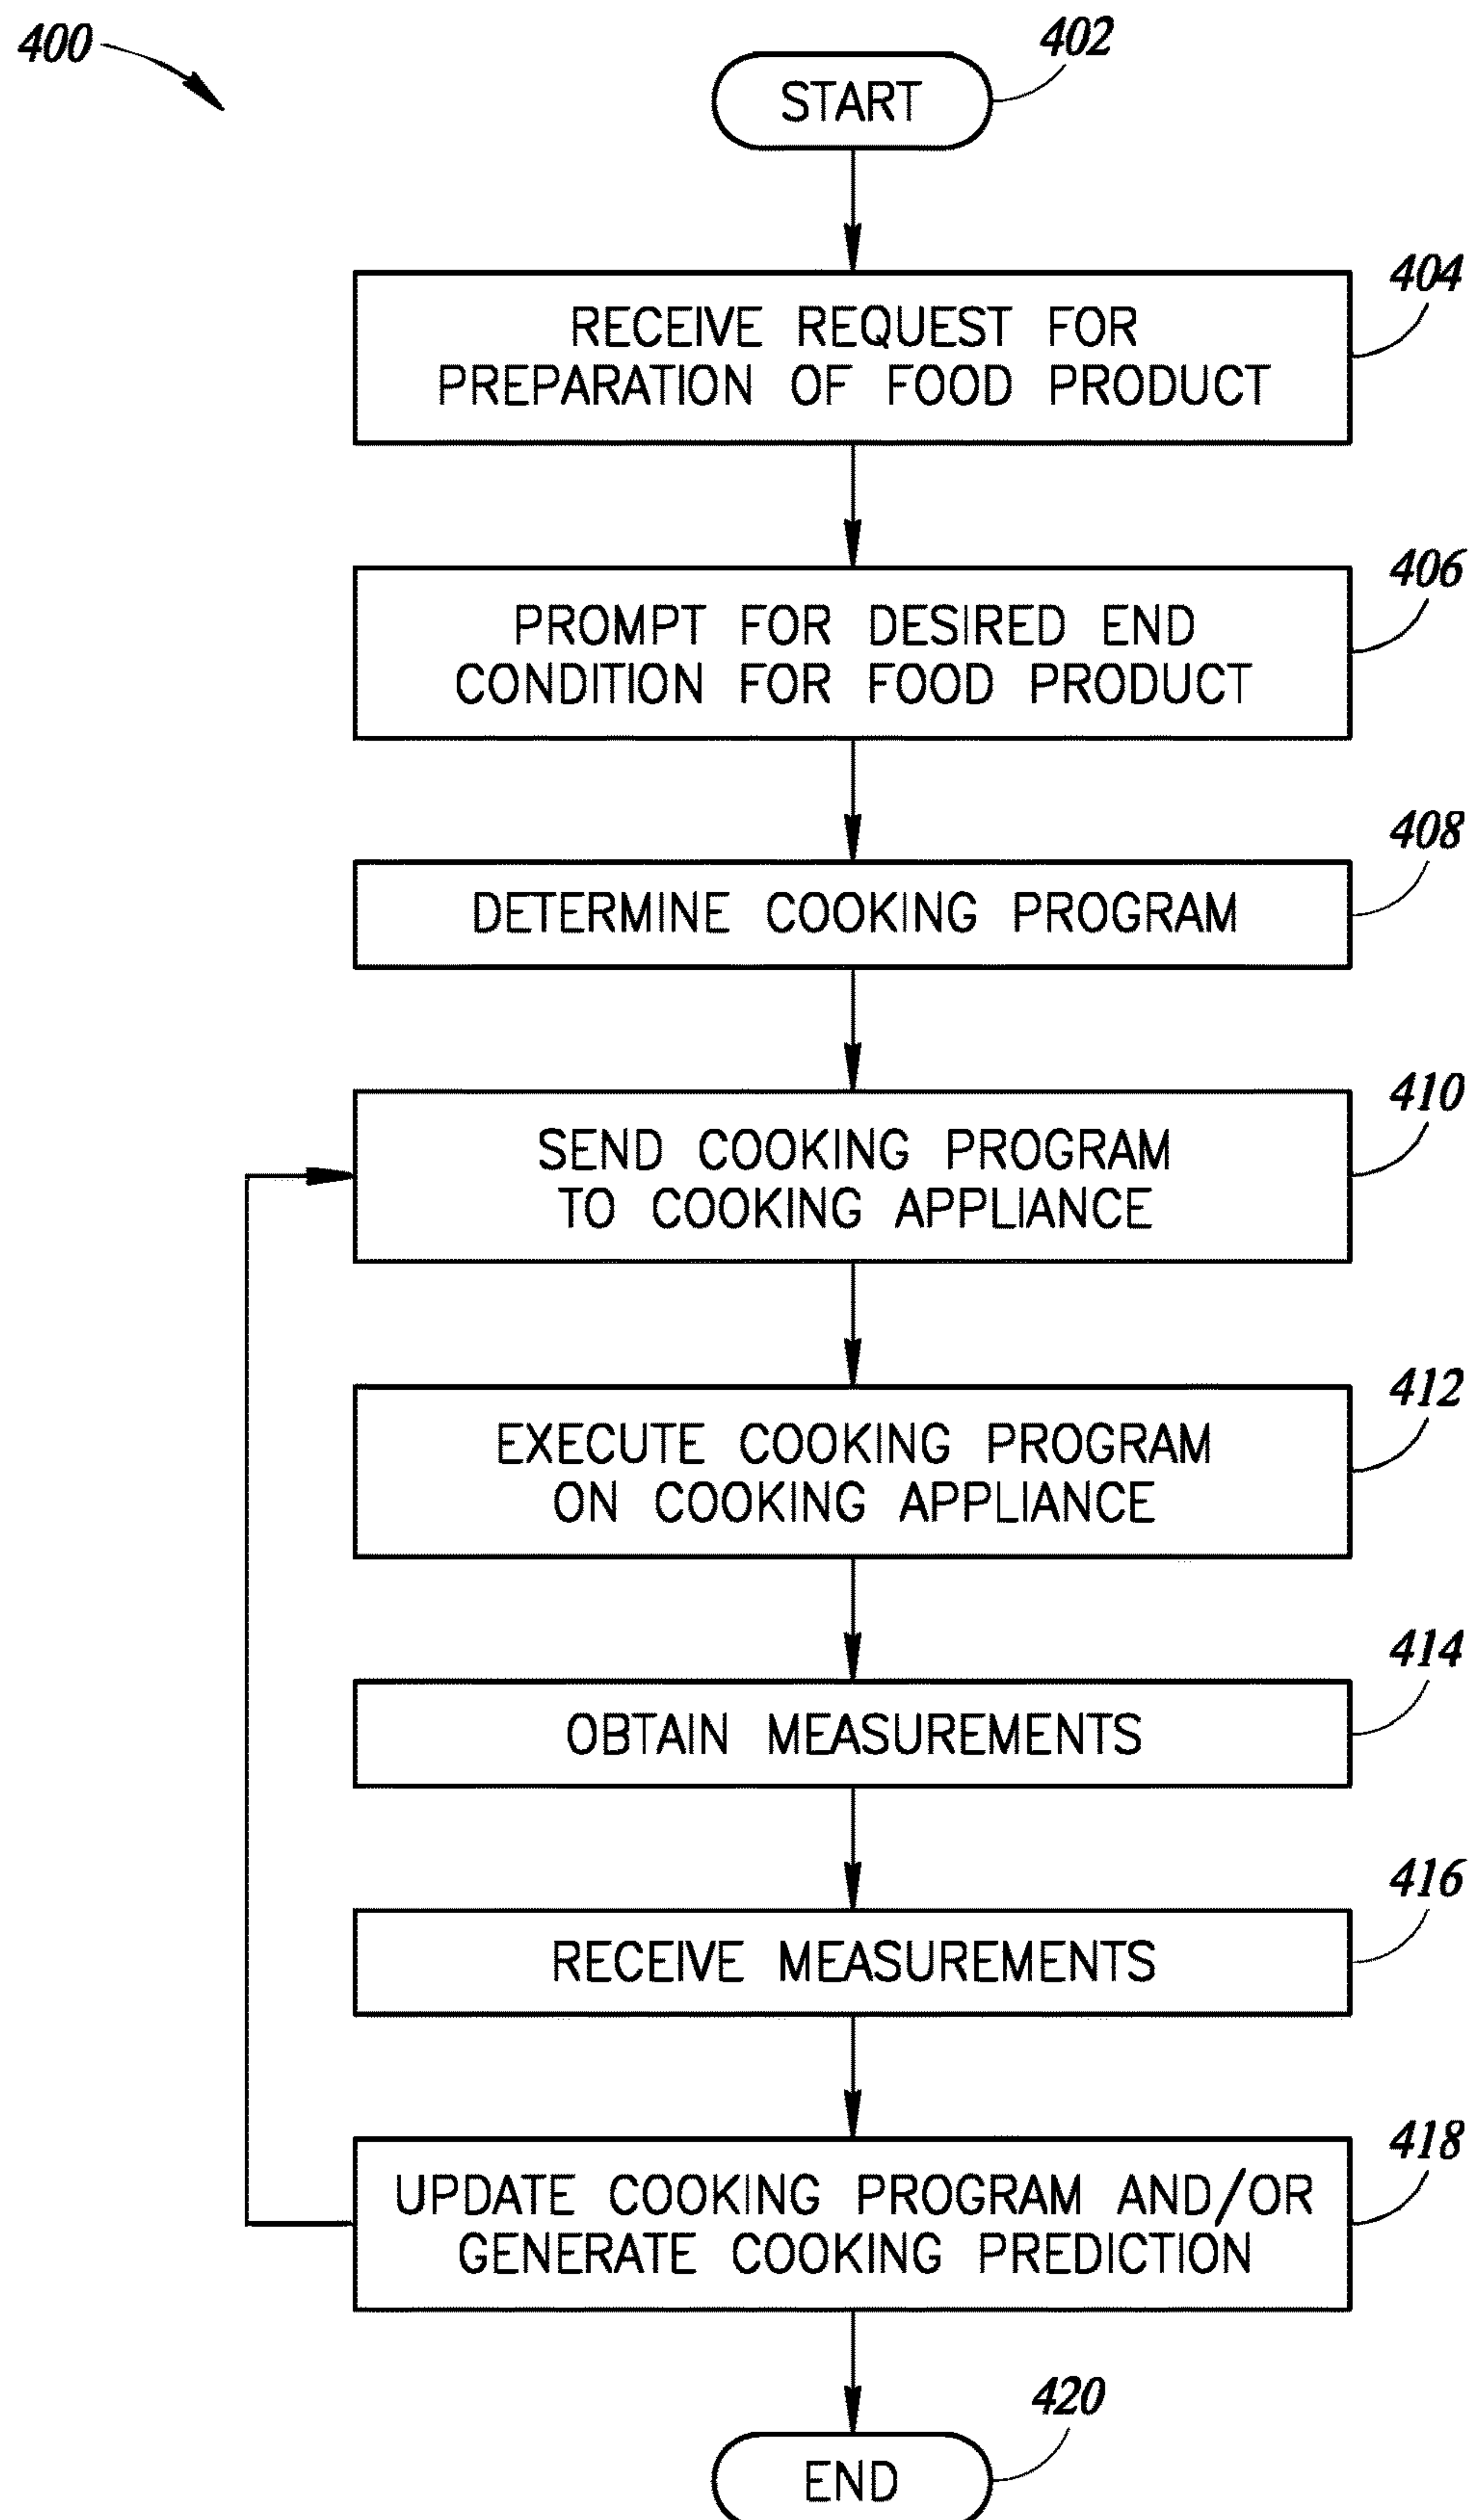 400
402
START
404
RECEIVE REQUEST FOR
PREPARATION OF FOOD PRODUCT
406
PROMPT FOR DESIRED END
CONDITION FOR FOOD PRODUCT
408
DETERMINE COOKING PROGRAM
410
SEND COOKING PROGRAM
TO COOKING APPLIANCE
412
EXECUTE COOKING PROGRAM
ON COOKING APPLIANCE
414
OBTAIN MEASUREMENTS
416
RECEIVE MEASUREMENTS
418
UPDATE COOKING PROGRAM AND/OR
GENERATE COOKING PREDICTION
420
END